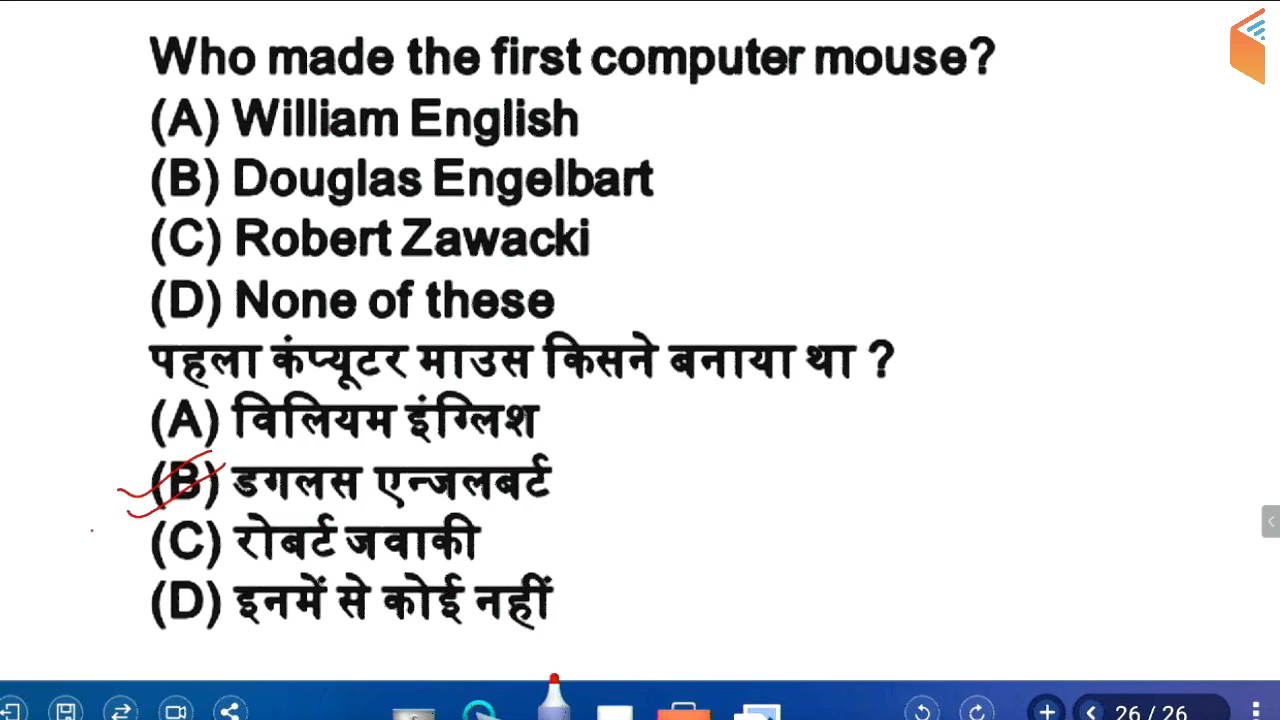 Who made the first computer mouse?
(A) William English
(B) Douglas Engelbart
(C) Robert Zawacki
(D) None of these
पहला कंप्यूटर माउस किसने बनाया था ?
(A) विलियम इंग्लिश
(B) डगलस एन्जलबर्ट
(C) रोबर्ट जवाकी
(D) इनमें से कोई नहीं
26 / 26